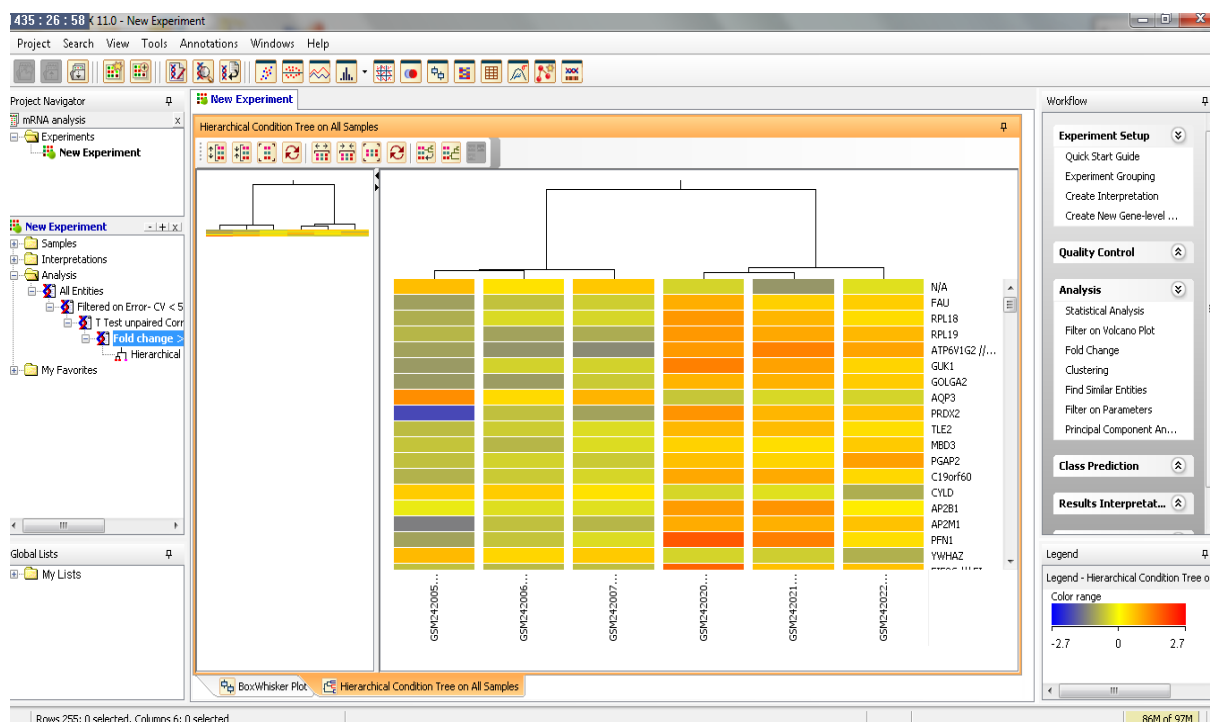 435 : 26 : 58 X 11.0 - New Experiment
Project Search View Tools Annotations Windows Help
Project Navigator
mRNA analysis
Experiments
New Experiment
New Experiment
Samples
Interpretations
Analysis
All Entities
Filtered on Error- CV < 5
T Test unpaired Corr
Fold change >
Hierarchical
My Favorites
Global Lists
My Lists
New Experiment
Hierarchical Condition Tree on All Samples
N/A
FAU
RPL18
RPL19
ATP6V1G2 //...
GUK1
GOLGA2
AQP3
PRDX2
TLE2
MBD3
PGAP2
C19orf60
CYLD
AP2B1
AP2M1
PFN1
YWHAZ
GSM242005...
GSM242006...
GSM242007...
GSM242020...
GSM242021...
GSM242022...
BoxWhisker Plot
Hierarchical Condition Tree on All Samples
Workflow
Experiment Setup
Quick Start Guide
Experiment Grouping
Create Interpretation
Create New Gene-level ...
Quality Control
Analysis
Statistical Analysis
Filter on Volcano Plot
Fold Change
Clustering
Find Similar Entities
Filter on Parameters
Principal Component An...
Class Prediction
Results Interpretat...
Legend
Legend - Hierarchical Condition Tree o
Color range
-2.7 0 2.7
Rows 255: 0 selected, Columns 6: 0 selected
86M of 97M